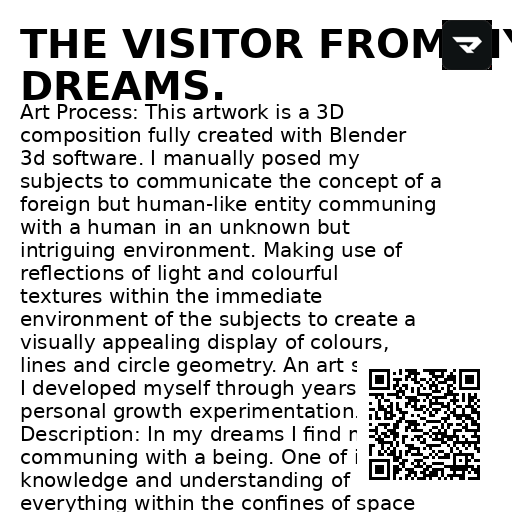 THE VISITOR FROM
DREAMS.
Art Process: This artwork is a 3D
composition fully created with Blender
3d software. I manually posed my
subjects to communicate the concept of a
foreign but human-like entity communing
with a human in an unknown but
intriguing environment. Making use of
reflections of light and colourful
textures within the immediate
environment of the subjects to create a
visually appealing display of colours,
lines and circle geometry. An art
I developed myself through years
personal growth experimentation.
Description: In my dreams I find
communing with a being. One of
knowledge and understanding of
everything within the confines of space